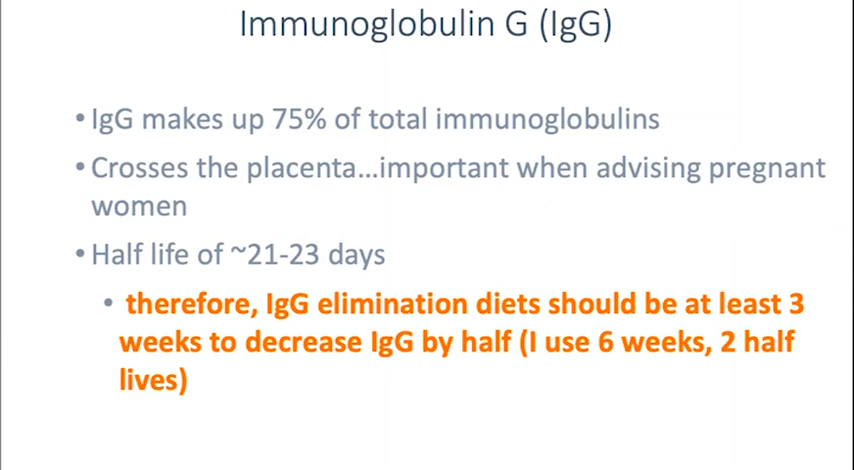 Immunoglobulin G (IgG)
• IgG makes up 75% of total immunoglobulins
• Crosses the placenta...important when advising pregnant
women
• Half life of ~21-23 days
• therefore, IgG elimination diets should be at least 3
weeks to decrease IgG by half (I use 6 weeks, 2 half
lives)